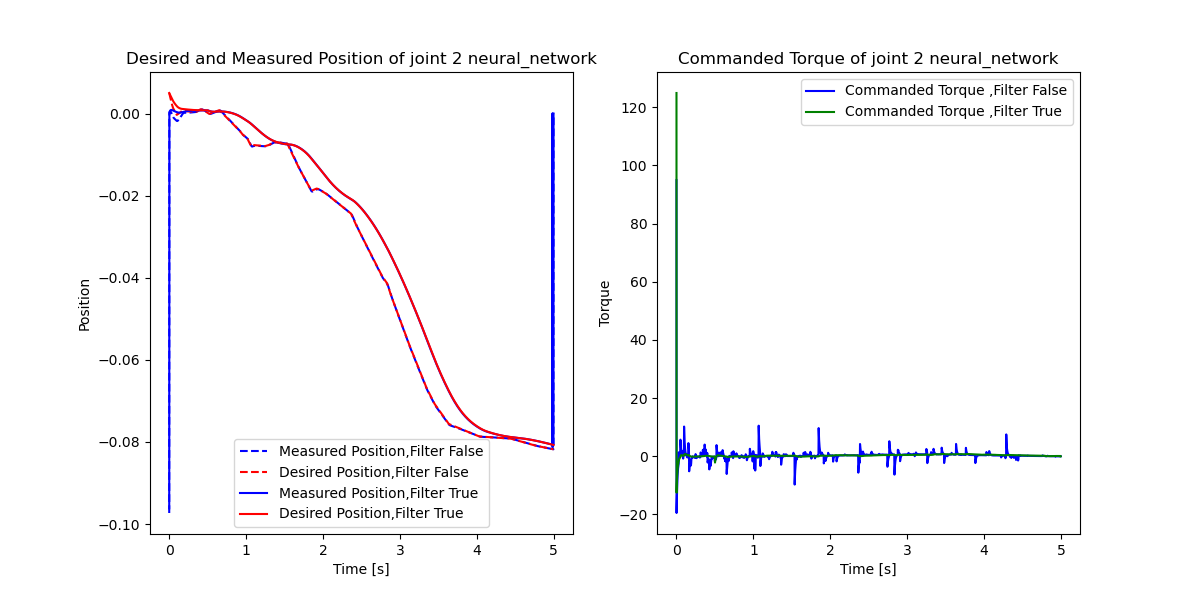 Desired and Measured Position of joint 2 neural_network
Position
0.00
−0.02
−0.04
−0.06
−0.08
−0.10
Measured Position,Filter False
Desired Position,Filter False
Measured Position,Filter True
Desired Position,Filter True
0 1 2 3 4 5
Time [s]
Commanded Torque of joint 2 neural_network
Torque
120
100
80
60
40
20
0
−20
Commanded Torque ,Filter False
Commanded Torque ,Filter True
0 1 2 3 4 5
Time [s]